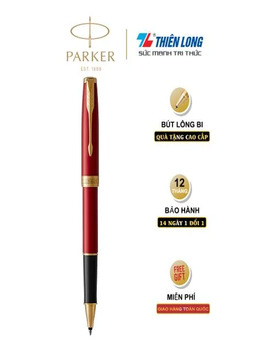 PARKER
EST. 1888
TL THIÊN LONG
SỨC MẠNH TRI THỨC
BÚT LÔNG BI
QUÀ TẶNG CAO CẤP
12
THÁNG
BẢO HÀNH
14 NGÀY 1 ĐỔI 1
FREE
GIFT
MIỄN PHÍ
GIAO HÀNG TOÀN QUỐC